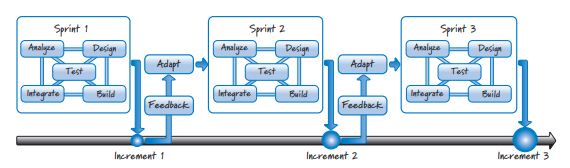 Sprint 1
Analyze Design
Test
Integrate Build
Adapt
Feedback
Sprint 2
Analyze Design
Test
Integrate Build
Adapt
Feedback
Sprint 3
Analyze Design
Test
Integrate Build
Increment 1 Increment 2 Increment 3